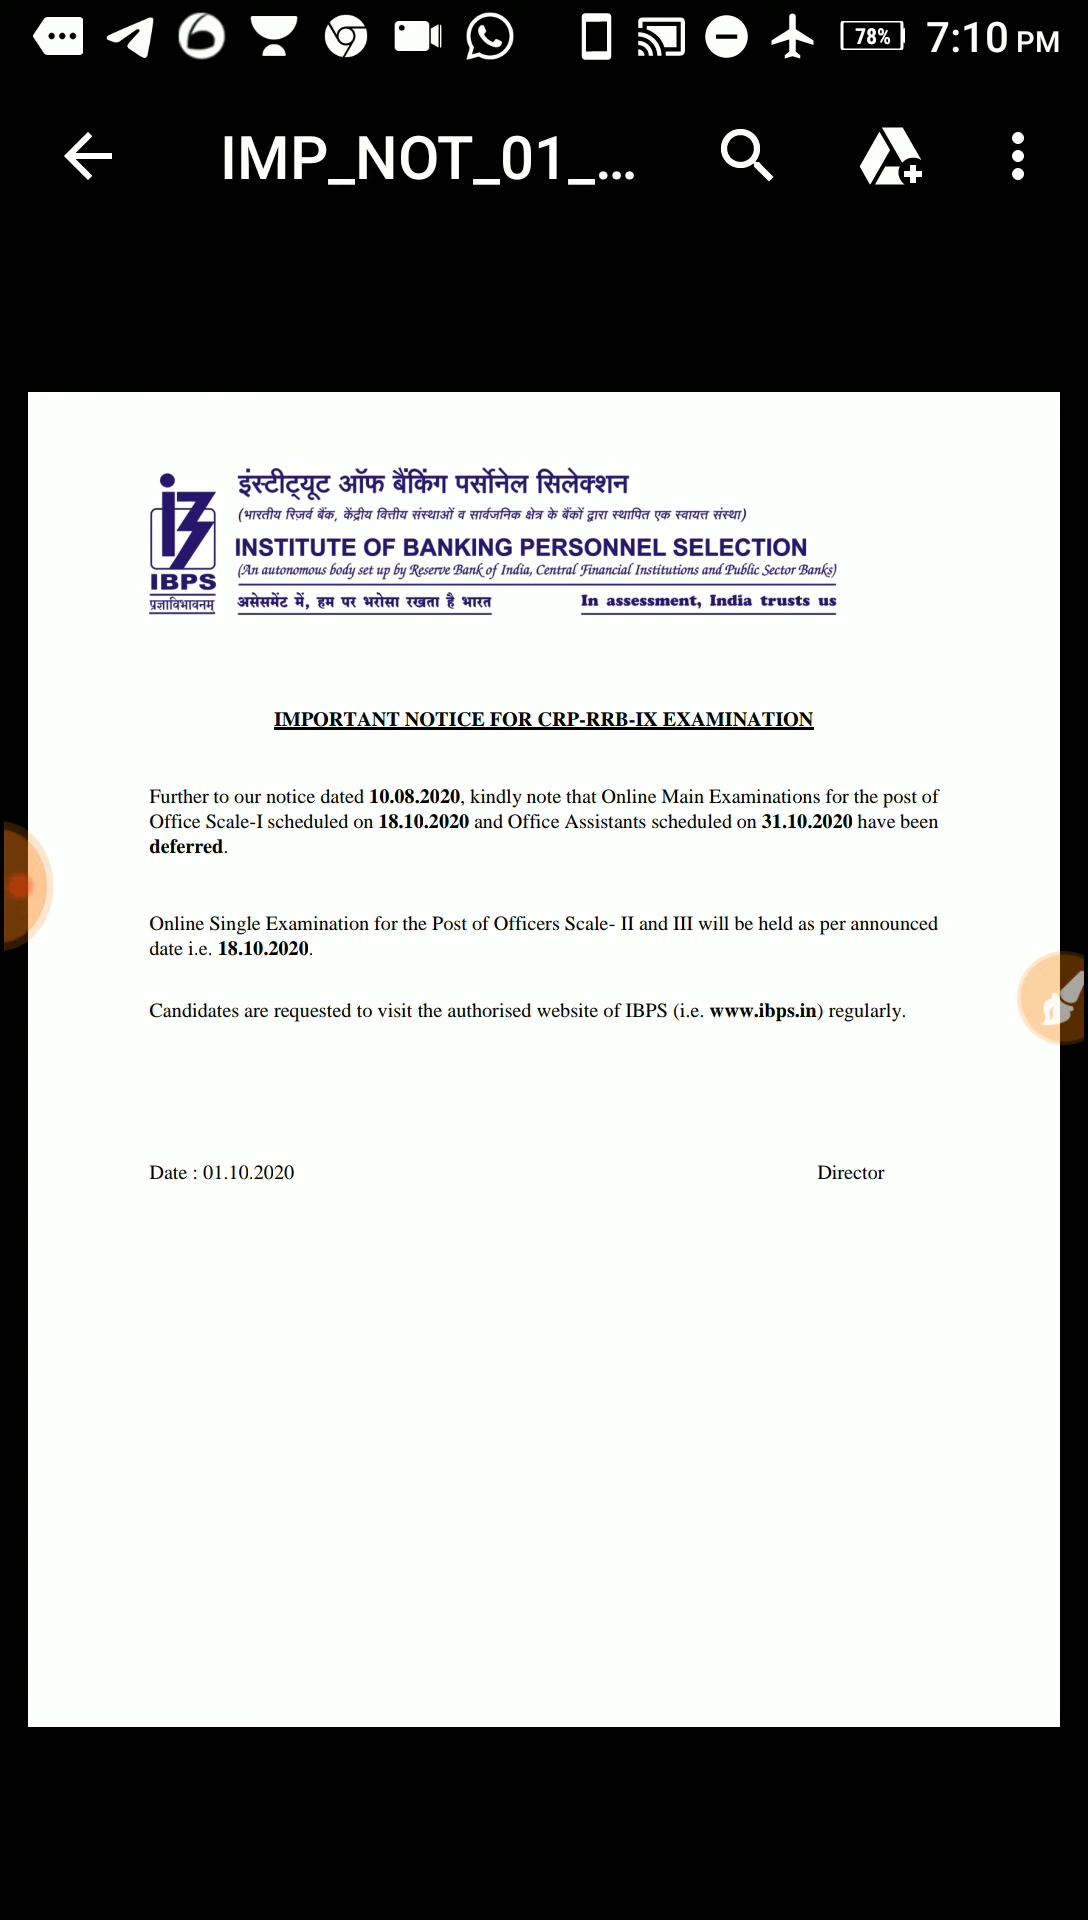 78% 7:10 PM
IMP_NOT_01_...
इंस्टीट्यूट ऑफ बैंकिंग पर्सोनेल सिलेक्शन
(भारतीय रिज़र्व बैंक, केंद्रीय वित्तीय संस्थाओं व सार्वजनिक क्षेत्र के बैंकों द्वारा स्थापित एक स्वायत्त संस्था)
INSTITUTE OF BANKING PERSONNEL SELECTION
(An autonomous body set up by Reserve Bank of India, Central Financial Institutions and Public Sector Banks)
IBPS
प्रज्ञाविभावनम्
असेसमेंट में, हम पर भरोसा रखता है भारत In assessment, India trusts us
IMPORTANT NOTICE FOR CRP-RRB-IX EXAMINATION
Further to our notice dated 10.08.2020, kindly note that Online Main Examinations for the post of
Office Scale-I scheduled on 18.10.2020 and Office Assistants scheduled on 31.10.2020 have been
deferred.
Online Single Examination for the Post of Officers Scale- II and III will be held as per announced
date i.e. 18.10.2020.
Candidates are requested to visit the authorised website of IBPS (i.e. www.ibps.in) regularly.
Date : 01.10.2020 Director